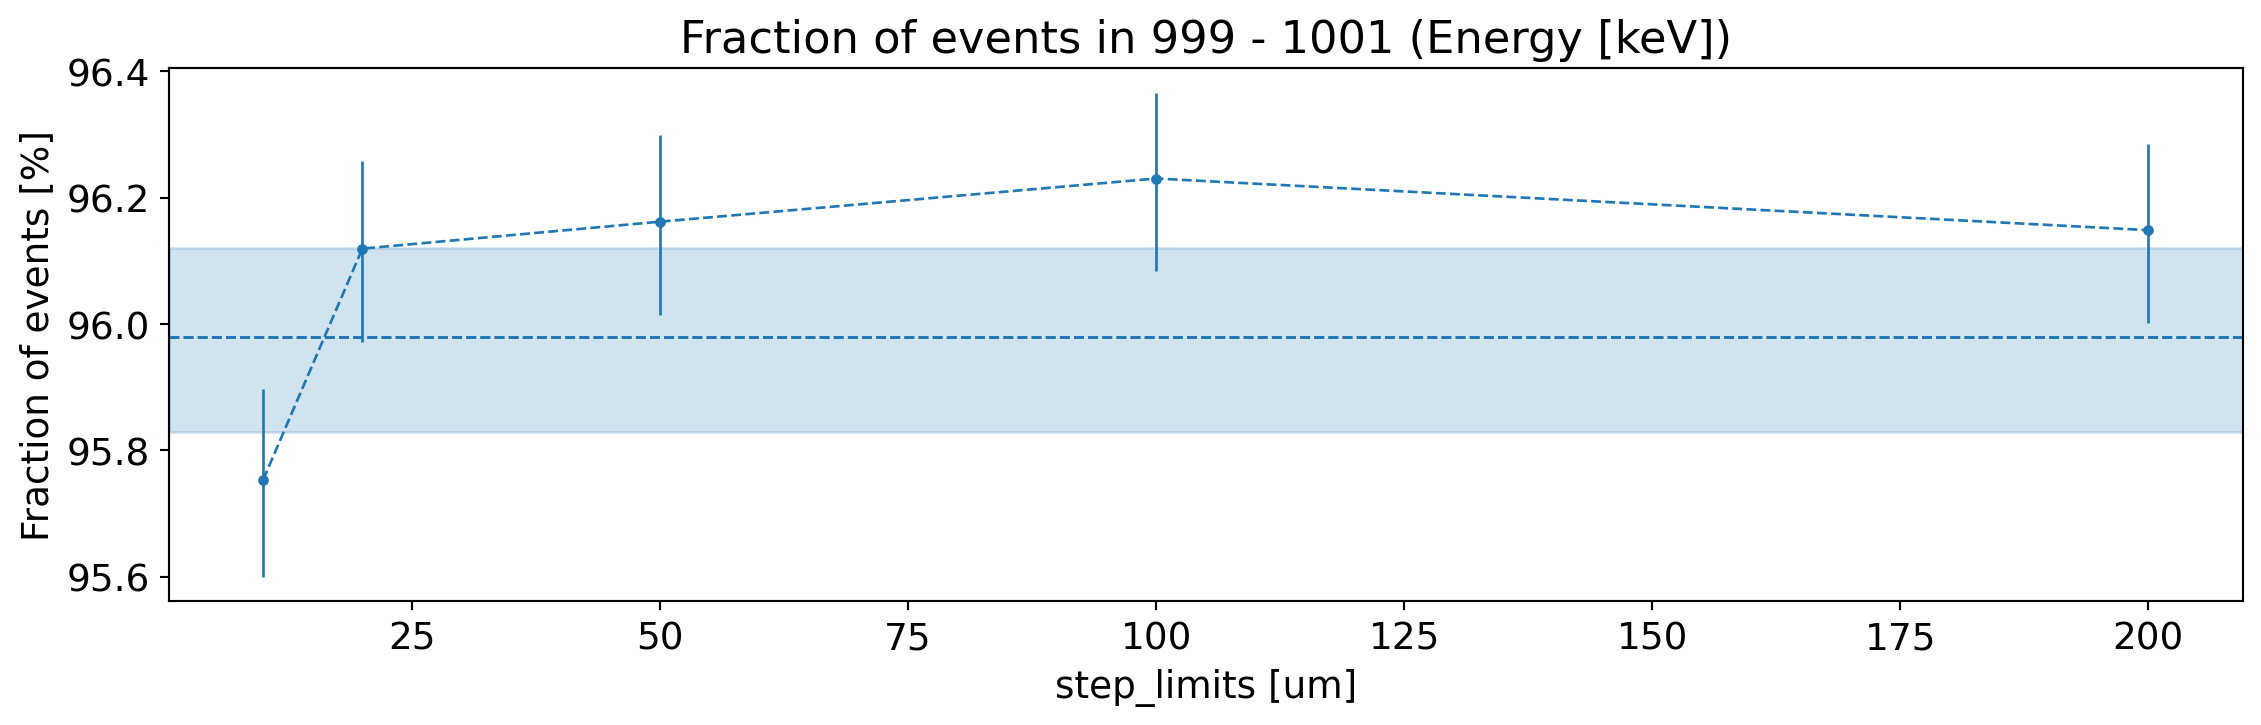 Fraction of events in 999 - 1001 (Energy [keV])
Fraction of events [%]
96.4
96.2
96.0
95.8
95.6
25 50 75 100 125 150 175 200
step_limits [um]